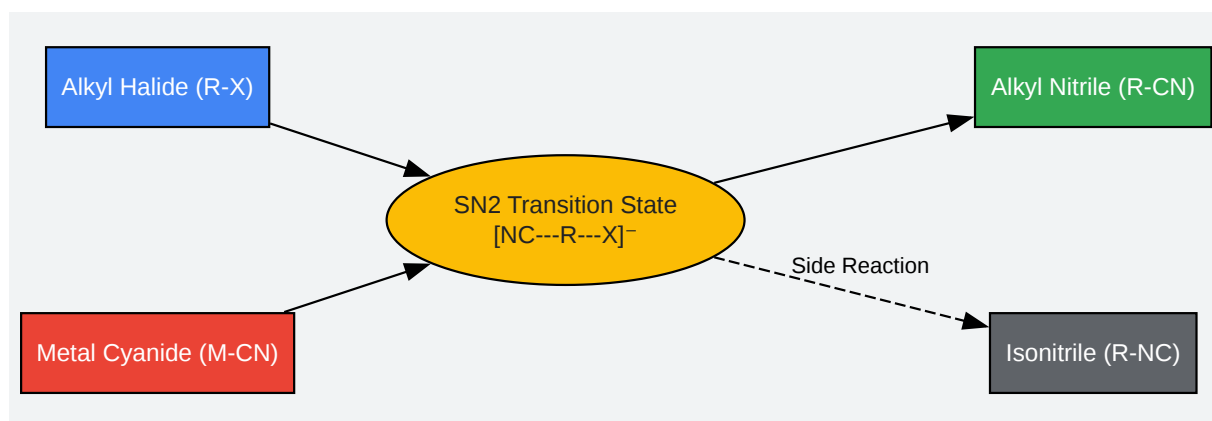 Alkyl Halide (R-X)
Alkyl Nitrile (R-CN)
SN2 Transition State
[NC---R---X]⁻
Side Reaction
Metal Cyanide (M-CN)
Isonitrile (R-NC)